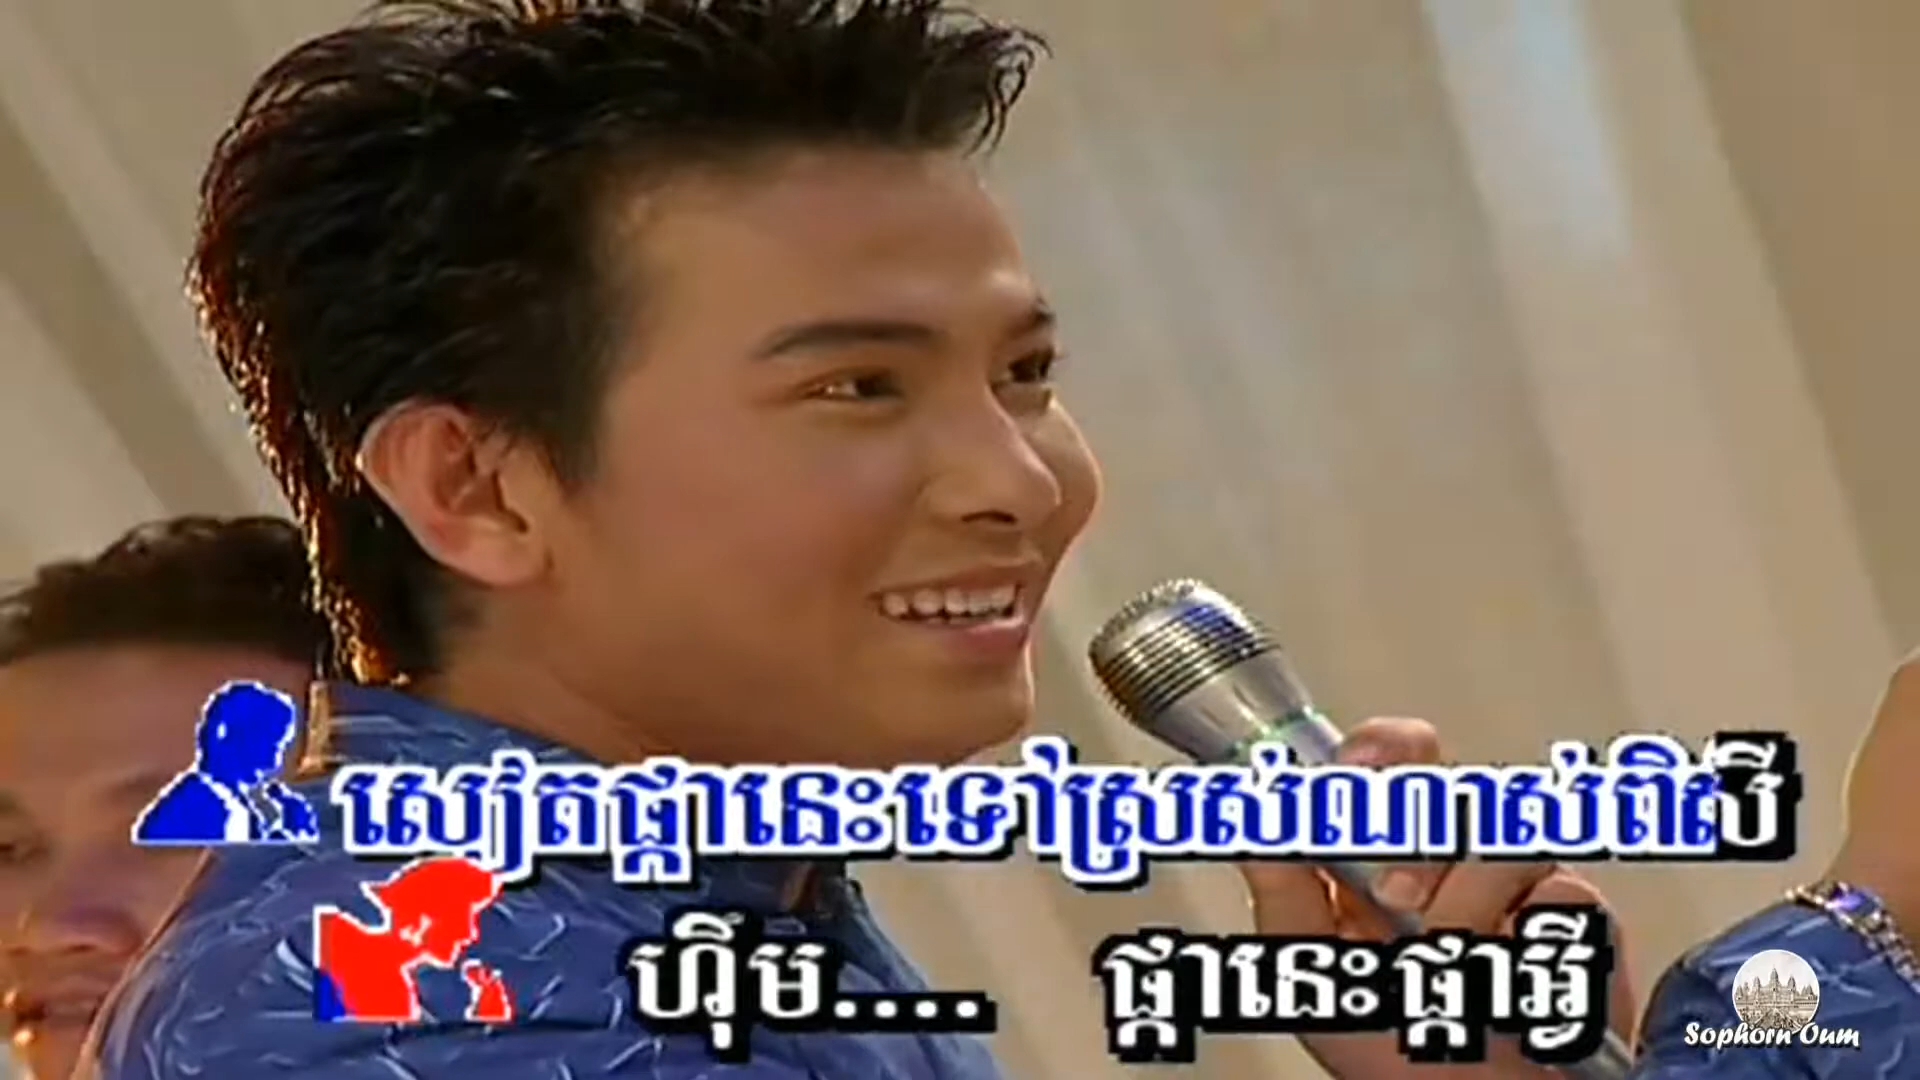 ស្បៀតផ្កានេះទៅស្រស់ណាស់ពិសី
ហ៊ឹម.... ផ្កានេះផ្កាអ្វី
Sophorn Oum